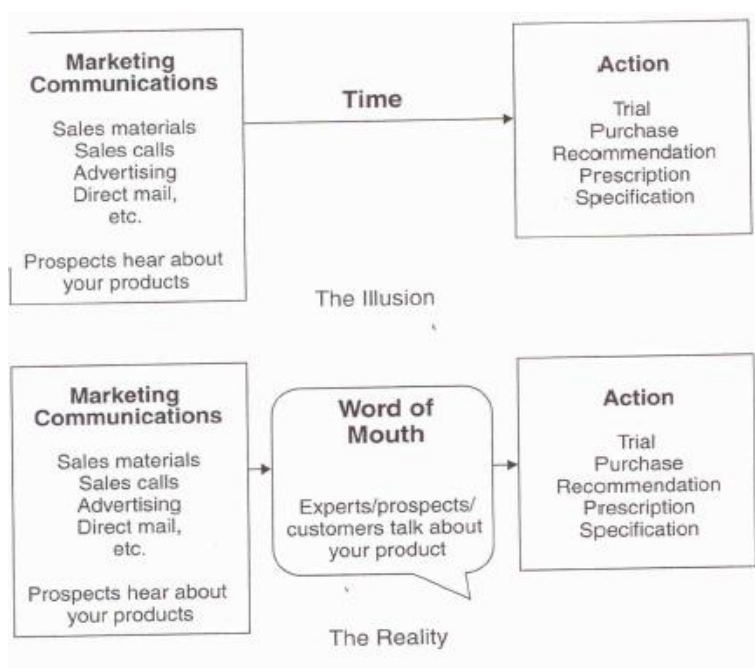 Marketing
Communications
Sales materials
Sales calls
Advertising
Direct mail,
etc.
Prospects hear about
your products
Time
Action
Trial
Purchase
Recommendation
Prescription
Specification
The Illusion
Marketing
Communications
Sales materials
Sales calls
Advertising
Direct mail,
etc.
Prospects hear about
your products
Word of
Mouth
Experts/prospects/
customers talk about
your product
Action
Trial
Purchase
Recommendation
Prescription
Specification
The Reality